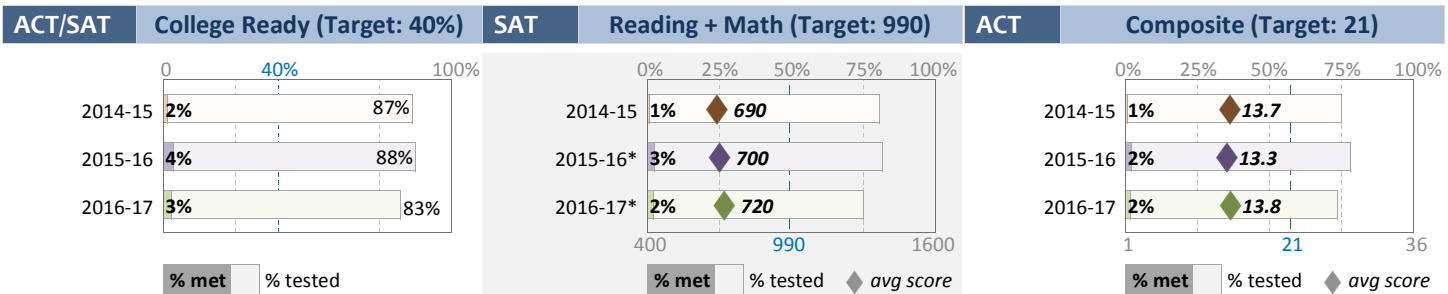 ACT/SAT College Ready (Target: 40%)
0 40% 100%
2014-15 2% 87%
2015-16 4% 88%
2016-17 3% 83%
% met % tested
SAT Reading + Math (Target: 990)
0% 25% 50% 75% 100%
2014-15 1% 690
2015-16* 3% 700
2016-17* 2% 720
400 990 1600
% met % tested avg score
ACT Composite (Target: 21)
0% 25% 50% 75% 100%
2014-15 1% 13.7
2015-16 2% 13.3
2016-17 2% 13.8
1 21 36
% met % tested avg score